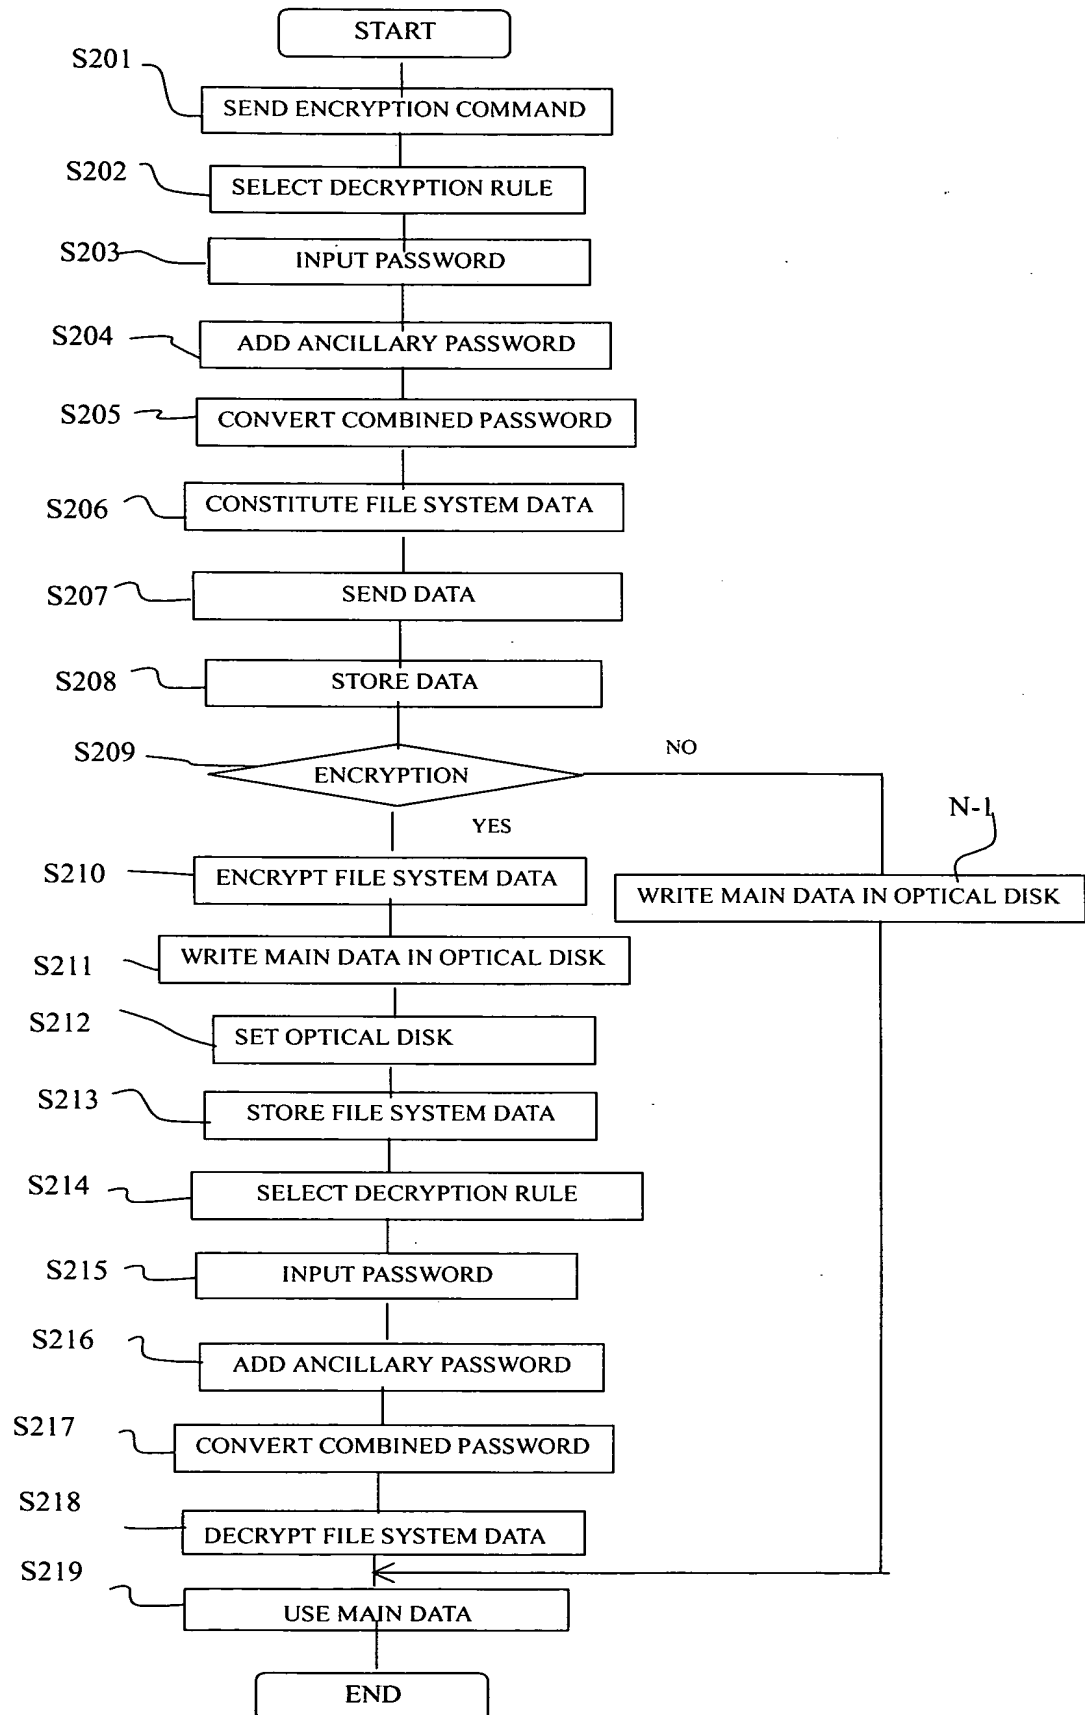 START
S201
SEND ENCRYPTION COMMAND
S202
SELECT DECRYPTION RULE
S203
INPUT PASSWORD
S204
ADD ANCILLARY PASSWORD
S205
CONVERT COMBINED PASSWORD
S206
CONSTITUTE FILE SYSTEM DATA
S207
SEND DATA
S208
STORE DATA
S209
ENCRYPTION
NO
YES
N-1
S210
ENCRYPT FILE SYSTEM DATA
WRITE MAIN DATA IN OPTICAL DISK
S211
WRITE MAIN DATA IN OPTICAL DISK
S212
SET OPTICAL DISK
S213
STORE FILE SYSTEM DATA
S214
SELECT DECRYPTION RULE
S215
INPUT PASSWORD
S216
ADD ANCILLARY PASSWORD
S217
CONVERT COMBINED PASSWORD
S218
DECRYPT FILE SYSTEM DATA
S219
USE MAIN DATA
END